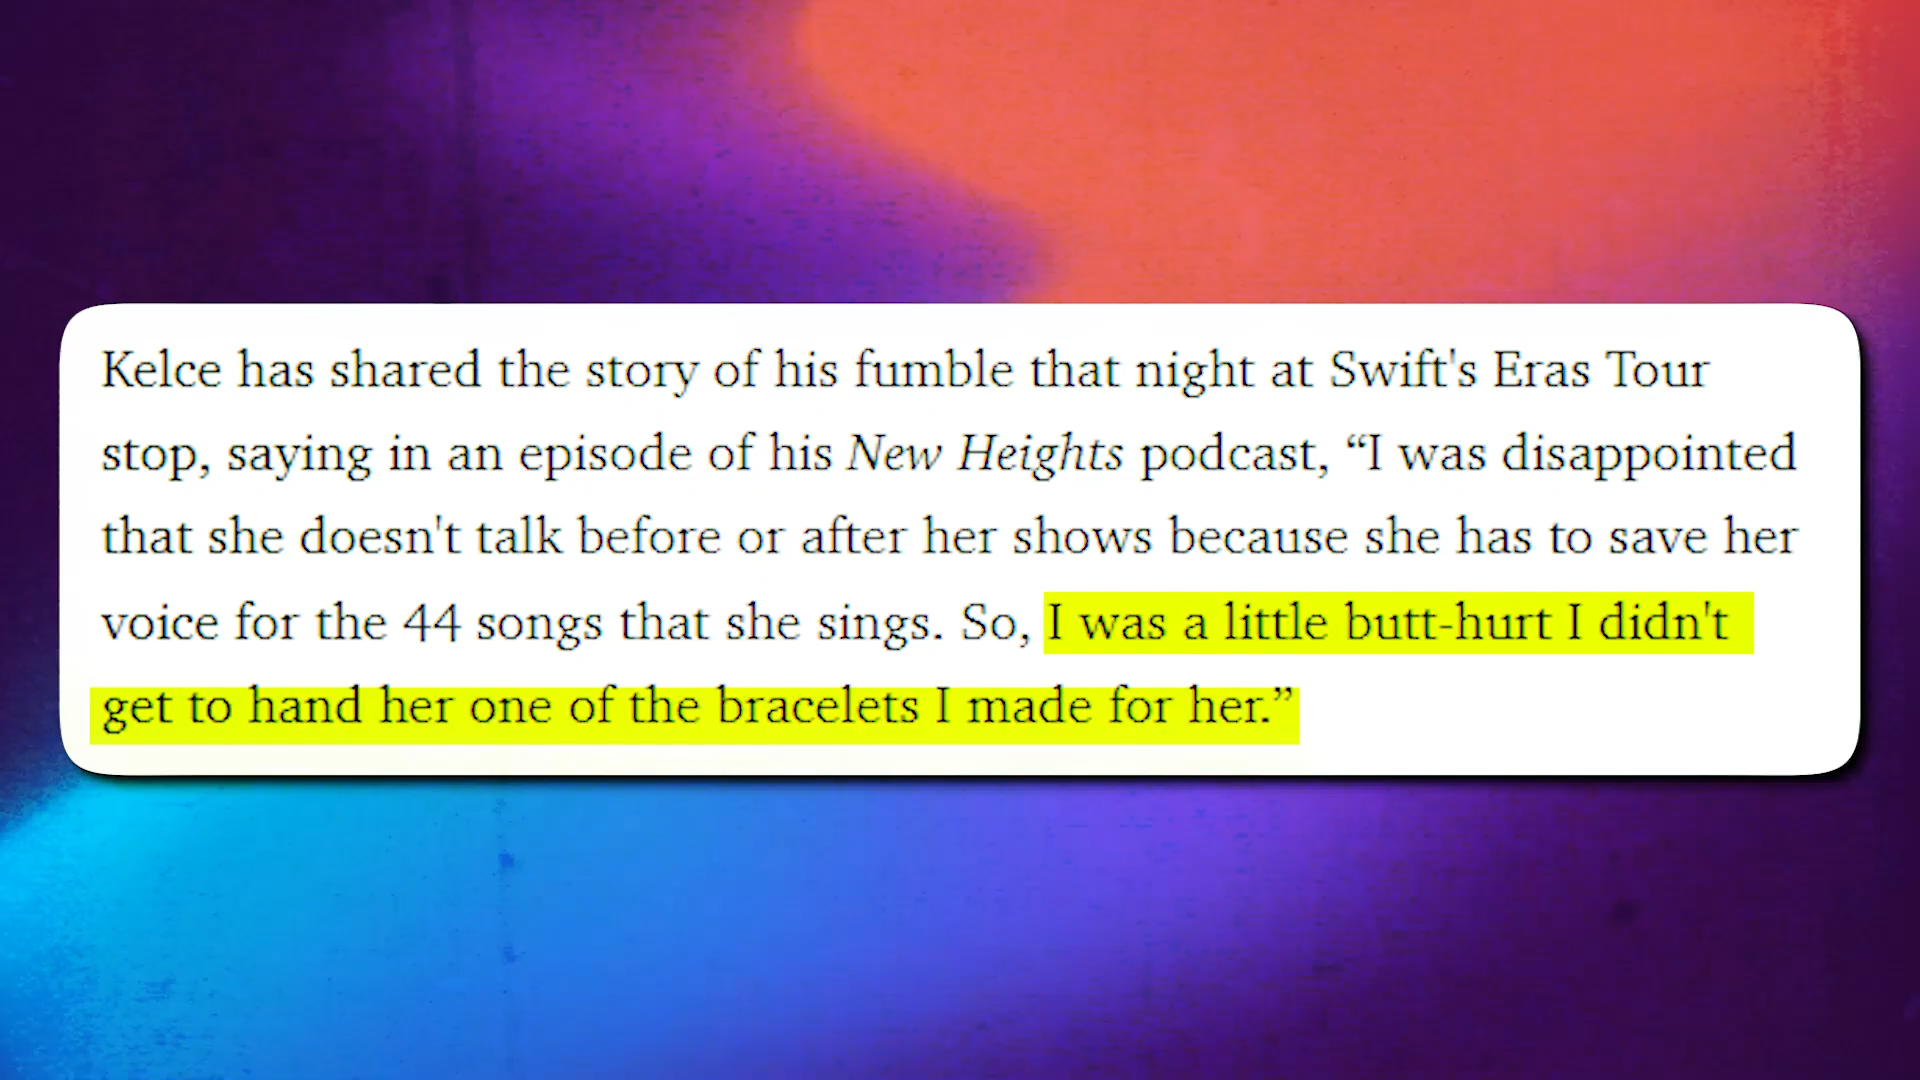 Kelce has shared the story of his fumble that night at Swift's Eras Tour
stop, saying in an episode of his New Heights podcast, “I was disappointed
that she doesn't talk before or after her shows because she has to save her
voice for the 44 songs that she sings. So, I was a little butt-hurt I didn't
get to hand her one of the bracelets I made for her.”